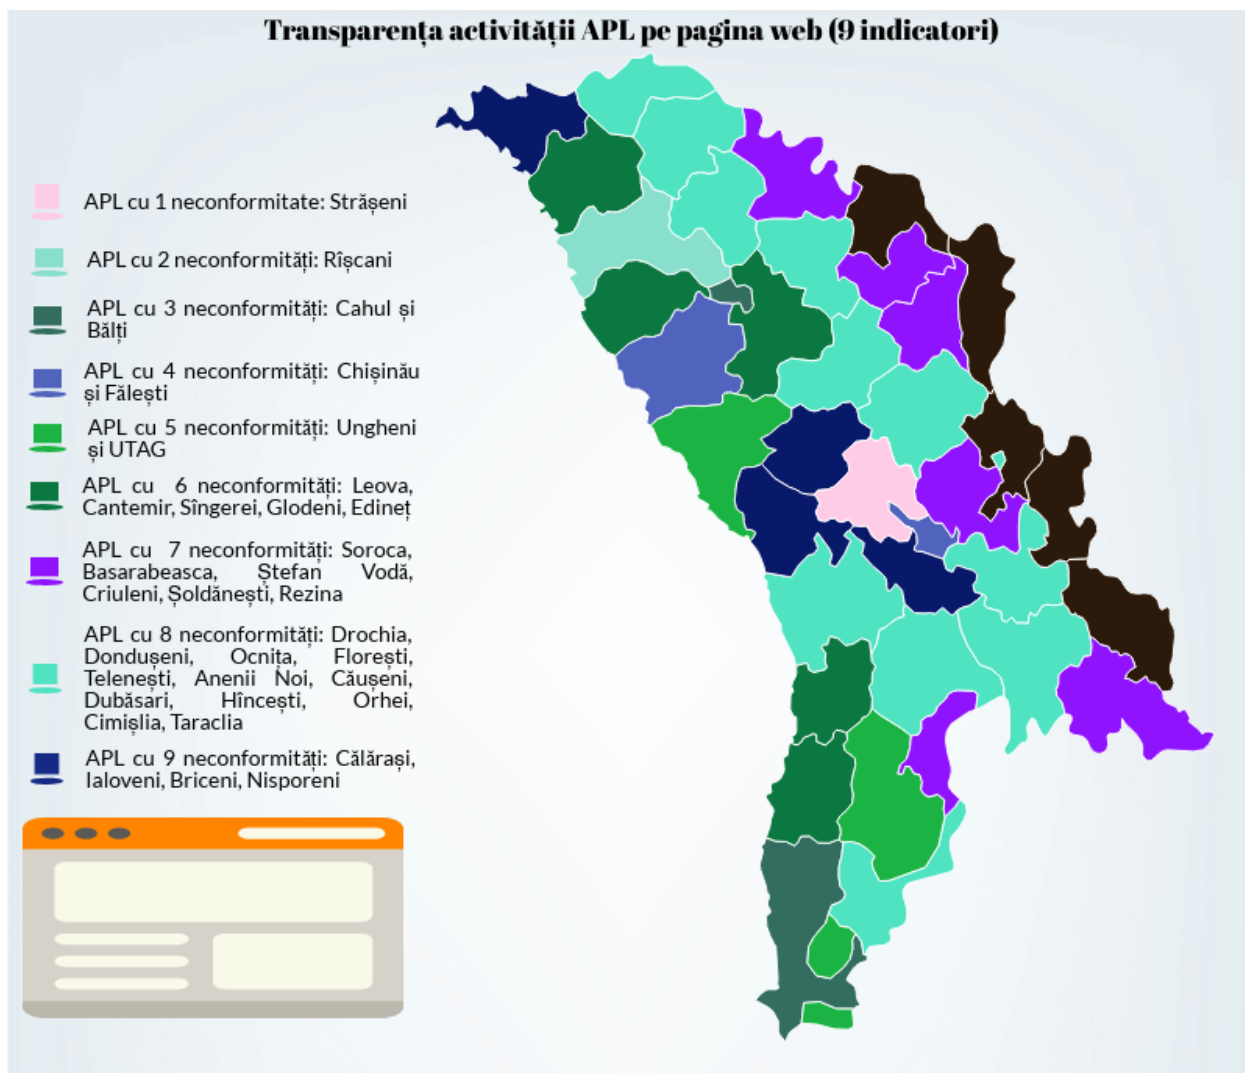 Transparența activității APL pe pagina web (9 indicatori)
APL cu 1 neconformitate: Strășeni
APL cu 2 neconformități: Rîșcani
APL cu 3 neconformități: Cahul și
Bălți
APL cu 4 neconformități: Chișinău
și Fălești
APL cu 5 neconformități: Ungheni
și UTAG
APL cu 6 neconformități: Leova,
Cantemir, Sîngerei, Glodeni, Edineț
APL cu 7 neconformități: Soroca,
Basarabeasca, Ștefan Vodă,
Criuleni, Șoldănești, Rezina
APL cu 8 neconformități: Drochia,
Dondușeni, Ocnița, Florești,
Telenești, Anenii Noi, Căușeni,
Dubăsari, Hîncești, Orhei,
Cimișlia, Taraclia
APL cu 9 neconformități: Călărași,
Ialoveni, Briceni, Nisporeni